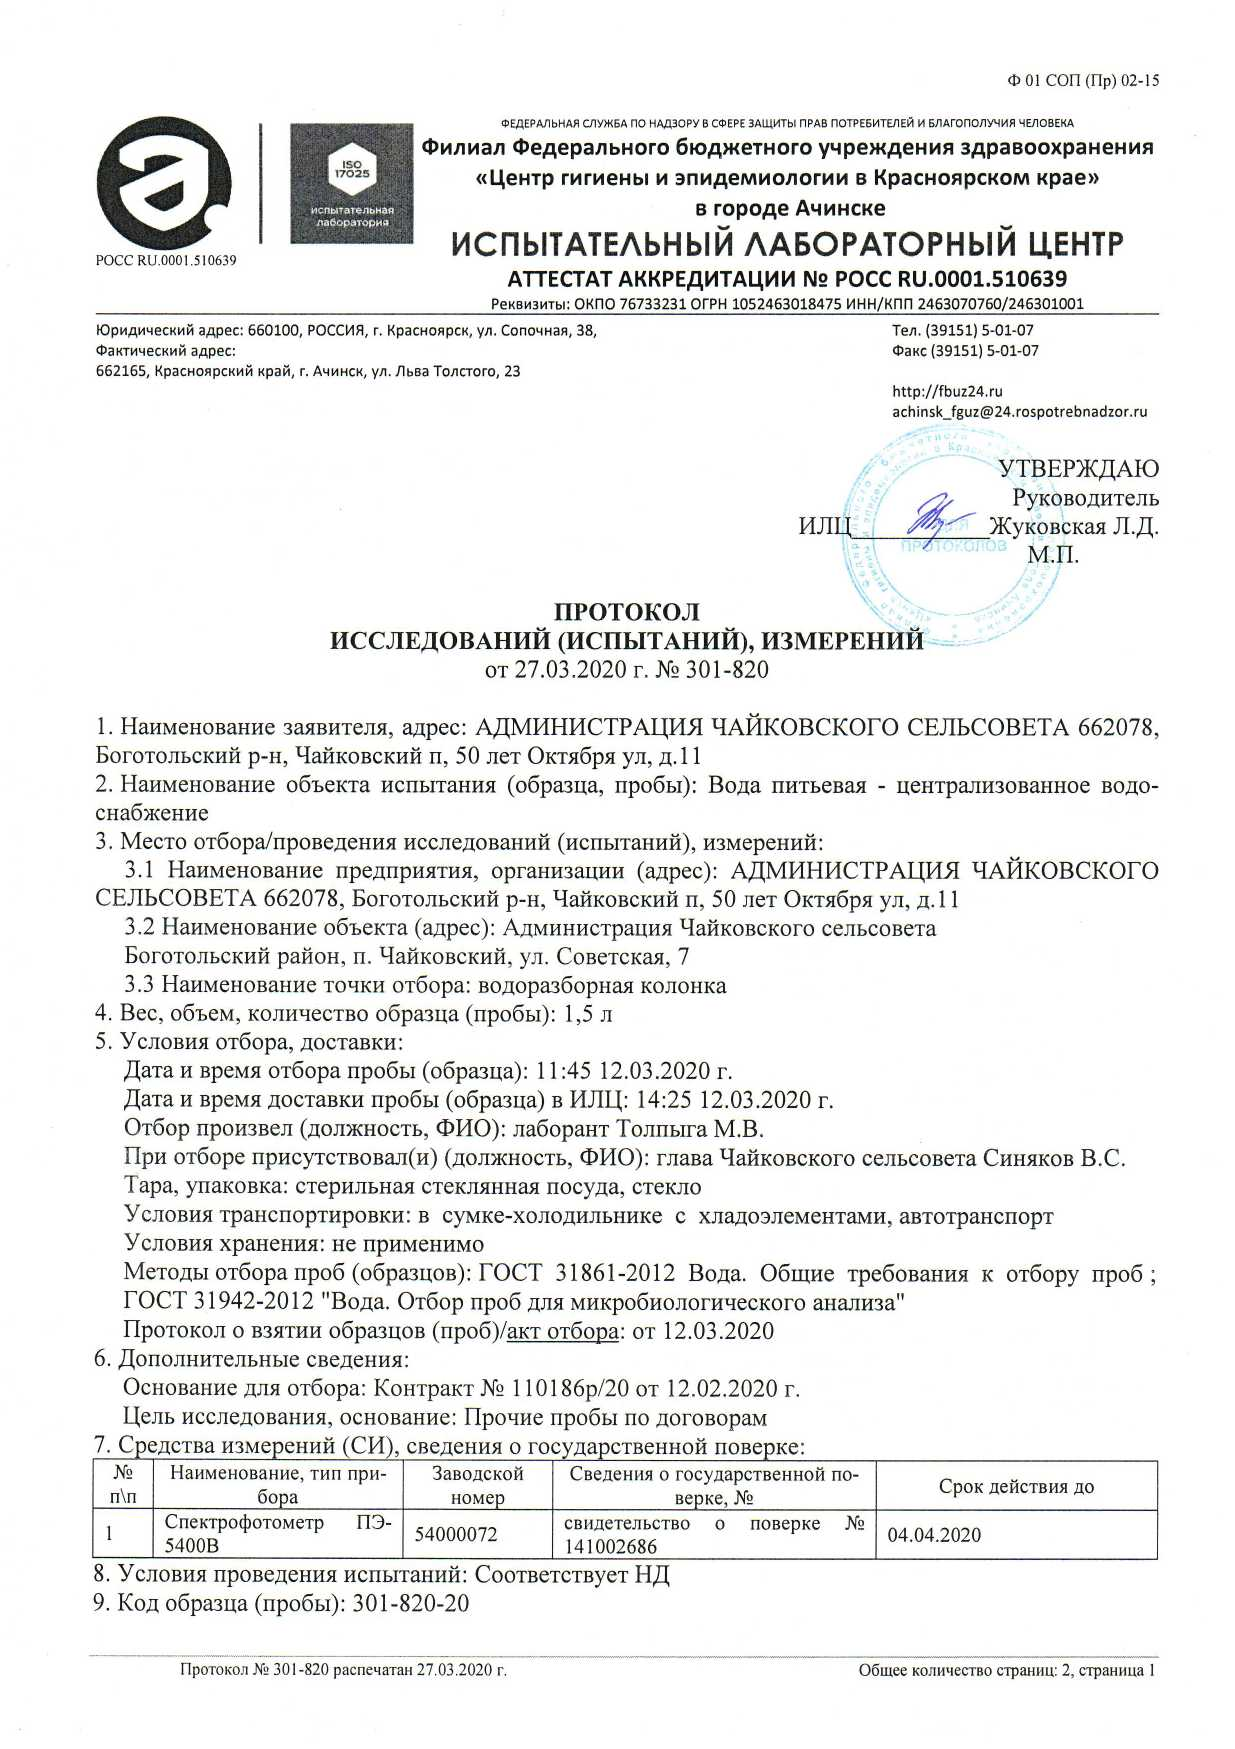 Ф 01 СОП (Пр) 02-15
ISO
17025
испытательная
лаборатория
РОСС RU.0001.510639
ФЕДЕРАЛЬНАЯ СЛУЖБА ПО НАДЗОРУ В СФЕРЕ ЗАЩИТЫ ПРАВ ПОТРЕБИТЕЛЕЙ И БЛАГОПОЛУЧИЯ ЧЕЛОВЕКА
Филиал Федерального бюджетного учреждения здравоохранения
«Центр гигиены и эпидемиологии в Красноярском крае»
в городе Ачинске
ИСПЫТАТЕЛЬНЫЙ ЛАБОРАТОРНЫЙ ЦЕНТР
АТТЕСТАТ АККРЕДИТАЦИИ № РОСС RU.0001.510639
Реквизиты: ОКПО 76733231 ОГРН 1052463018475 ИНН/КПП 2463070760/246301001
Юридический адрес: 660100, РОССИЯ, г. Красноярск, ул. Сопочная, 38,
Фактический адрес:
662165, Красноярский край, г. Ачинск, ул. Льва Толстого, 23
Тел. (39151) 5-01-07
Факс (39151) 5-01-07
http://fbuz24.ru
achinsk_fguz@24.rospotrebnadzor.ru
УТВЕРЖДАЮ
Руководитель
ИЛЦ___________Жуковская Л.Д.
М.П.
ДЛЯ
ПРОТОКОЛОВ
ПРОТОКОЛ
ИССЛЕДОВАНИЙ (ИСПЫТАНИЙ), ИЗМЕРЕНИЙ
от 27.03.2020 г. № 301-820
1. Наименование заявителя, адрес: АДМИНИСТРАЦИЯ ЧАЙКОВСКОГО СЕЛЬСОВЕТА 662078,
Боготольский р-н, Чайковский п, 50 лет Октября ул, д.11
2. Наименование объекта испытания (образца, пробы): Вода питьевая - централизованное водо-
снабжение
3. Место отбора/проведения исследований (испытаний), измерений:
3.1 Наименование предприятия, организации (адрес): АДМИНИСТРАЦИЯ ЧАЙКОВСКОГО
СЕЛЬСОВЕТА 662078, Боготольский р-н, Чайковский п, 50 лет Октября ул, д.11
3.2 Наименование объекта (адрес): Администрация Чайковского сельсовета
Боготольский район, п. Чайковский, ул. Советская, 7
3.3 Наименование точки отбора: водоразборная колонка
4. Вес, объем, количество образца (пробы): 1,5 л
5. Условия отбора, доставки:
Дата и время отбора пробы (образца): 11:45 12.03.2020 г.
Дата и время доставки пробы (образца) в ИЛЦ: 14:25 12.03.2020 г.
Отбор произвел (должность, ФИО): лаборант Толпыга М.В.
При отборе присутствовал(и) (должность, ФИО): глава Чайковского сельсовета Синяков В.С.
Тара, упаковка: стерильная стеклянная посуда, стекло
Условия транспортировки: в сумке-холодильнике с хладоэлементами, автотранспорт
Условия хранения: не применимо
Методы отбора проб (образцов): ГОСТ 31861-2012 Вода. Общие требования к отбору проб ;
ГОСТ 31942-2012 "Вода. Отбор проб для микробиологического анализа"
Протокол о взятии образцов (проб)/акт отбора: от 12.03.2020
6. Дополнительные сведения:
Основание для отбора: Контракт № 110186р/20 от 12.02.2020 г.
Цель исследования, основание: Прочие пробы по договорам
7. Средства измерений (СИ), сведения о государственной поверке:
№ п\п Наименование, тип при-бора Заводской номер Сведения о государственной по-верке, № Срок действия до
1 Спектрофотометр ПЭ-5400В 54000072 свидетельство о поверке № 141002686 04.04.2020
8. Условия проведения испытаний: Соответствует НД
9. Код образца (пробы): 301-820-20
Протокол № 301-820 распечатан 27.03.2020 г.
Общее количество страниц: 2, страница 1